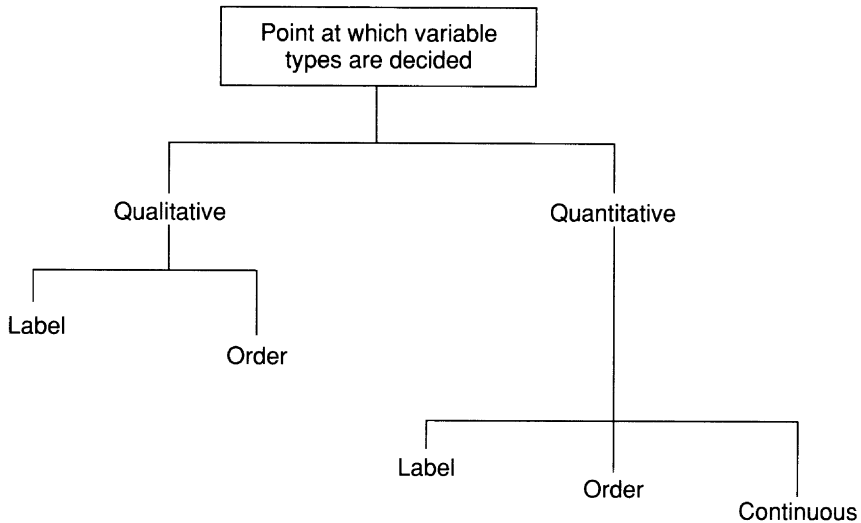 Point at which variable
types are decided
Qualitative
Quantitative
Label
Order
Label
Order
Continuous